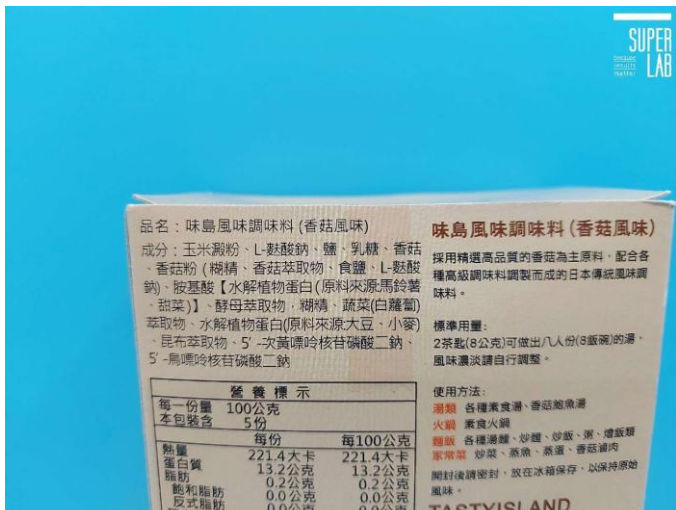 SUPER
LAB
because
results
matter
品名：味島風味調味料 (香菇風味)
成分：玉米澱粉、L-麩酸鈉、鹽、乳糖、香菇
、香菇粉 (糊精、香菇萃取物、食鹽、L-麩酸
鈉)、胺基酸【水解植物蛋白 (原料來源:馬鈴薯
、甜菜)】、酵母萃取物、糊精、蔬菜(白蘿蔔)
萃取物、水解植物蛋白(原料來源:大豆、小麥)
、昆布萃取物、5'-次黃嘌呤核苷磷酸二鈉、
5'-鳥嘌呤核苷磷酸二鈉
營養標示
每一份量 100公克
本包裝含 5份
每份 每100公克
熱量 221.4大卡 221.4大卡
蛋白質 13.2公克 13.2公克
脂肪 0.2公克 0.2公克
飽和脂肪 0.0公克 0.0公克
反式脂肪 0.0公克 0.0公克
味島風味調味料（香菇風味）
採用精選高品質的香菇為主原料，配合各
種高級調味料調製而成的日本傳統風味調
味料。
標準用量：
2茶匙(8公克)可做出八人份(8飯碗)的湯，
風味濃淡請自行調整。
使用方法：
湯類 各種素食湯、香菇鮑魚湯
火鍋 素食火鍋
麵飯 各種湯麵、炒麵、炒飯、粥、燴飯類
家常菜 炒菜、蒸魚、蒸蛋、香菇滷肉
開封後請密封，放在冰箱保存，以保持原始
風味。
TASTYISLAND